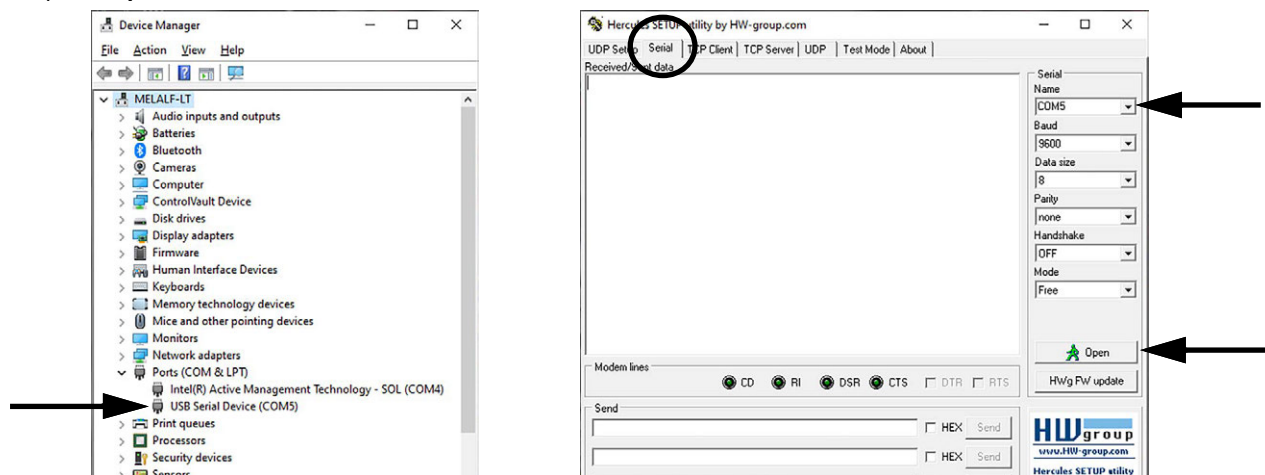 Device Manager
File Action View Help
MELALF-LT
Audio inputs and outputs
Batteries
Bluetooth
Cameras
Computer
ControlVault Device
Disk drives
Display adapters
Firmware
Human Interface Devices
Keyboards
Memory technology devices
Mice and other pointing devices
Monitors
Network adapters
Ports (COM & LPT)
Intel(R) Active Management Technology - SOL (COM4)
USB Serial Device (COM5)
Print queues
Processors
Security devices
Sensors
Hercules SETUP utility by HW-group.com
UDP Setup Serial TCP Client TCP Server UDP Test Mode About
Received/Sent data
Serial
Name
COM5
Baud
9600
Data size
8
Parity
none
Handshake
OFF
Mode
Free
Open
HWg FW update
Modem lines
CD RI DSR CTS DTR RTS
Send
HEX Send
HEX Send
HWgroup
www.HW-group.com
Hercules SETUP utility